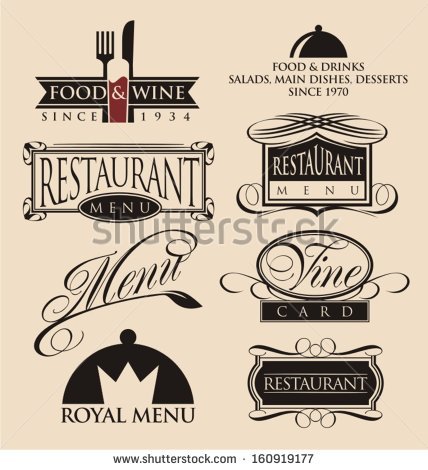 FOOD & WINE
SINCE 1934
FOOD & DRINKS
SALADS, MAIN DISHES, DESSERTS
SINCE 1970
RESTAURANT
MENU
RESTAURANT
MENU
shutterstock
Menu
Vine
CARD
ROYAL MENU
RESTAURANT
www.shutterstock.com · 160919177